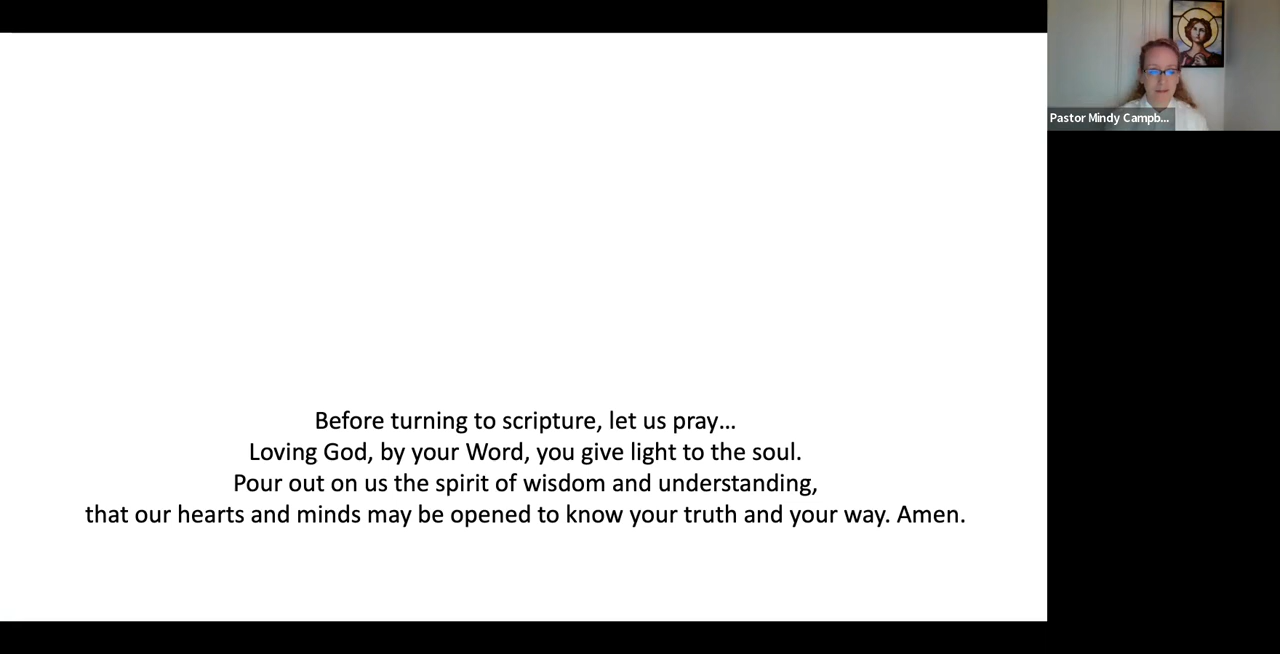 Before turning to scripture, let us pray…
Loving God, by your Word, you give light to the soul.
Pour out on us the spirit of wisdom and understanding,
that our hearts and minds may be opened to know your truth and your way. Amen.
Pastor Mindy Campb...